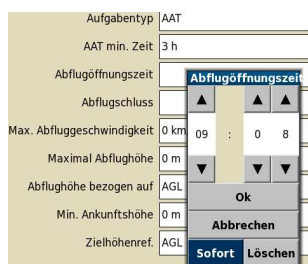 Aufgabentyp AAT
AAT min. Zeit 3 h
Abflugöffnungszeit
Abflugöffnungszeit
Abflugschluss
▲ ▲ ▲
Max. Abfluggeschwindigkeit 0 km
09 : 0 8
Maximal Abflughöhe 0 m
▼ ▼ ▼
Abflughöhe bezogen auf AGL
Ok
Min. Ankunftshöhe 0 m
Abbrechen
Zielhöhenref. AGL
Sofort Löschen